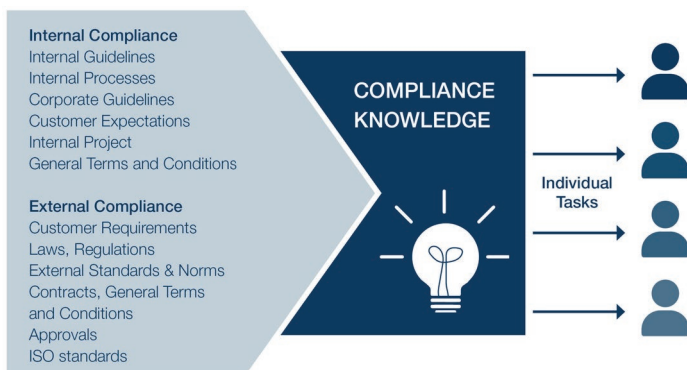 Internal Compliance
Internal Guidelines
Internal Processes
Corporate Guidelines
Customer Expectations
Internal Project
General Terms and Conditions
External Compliance
Customer Requirements
Laws, Regulations
External Standards & Norms
Contracts, General Terms
and Conditions
Approvals
ISO standards
COMPLIANCE
KNOWLEDGE
Individual
Tasks